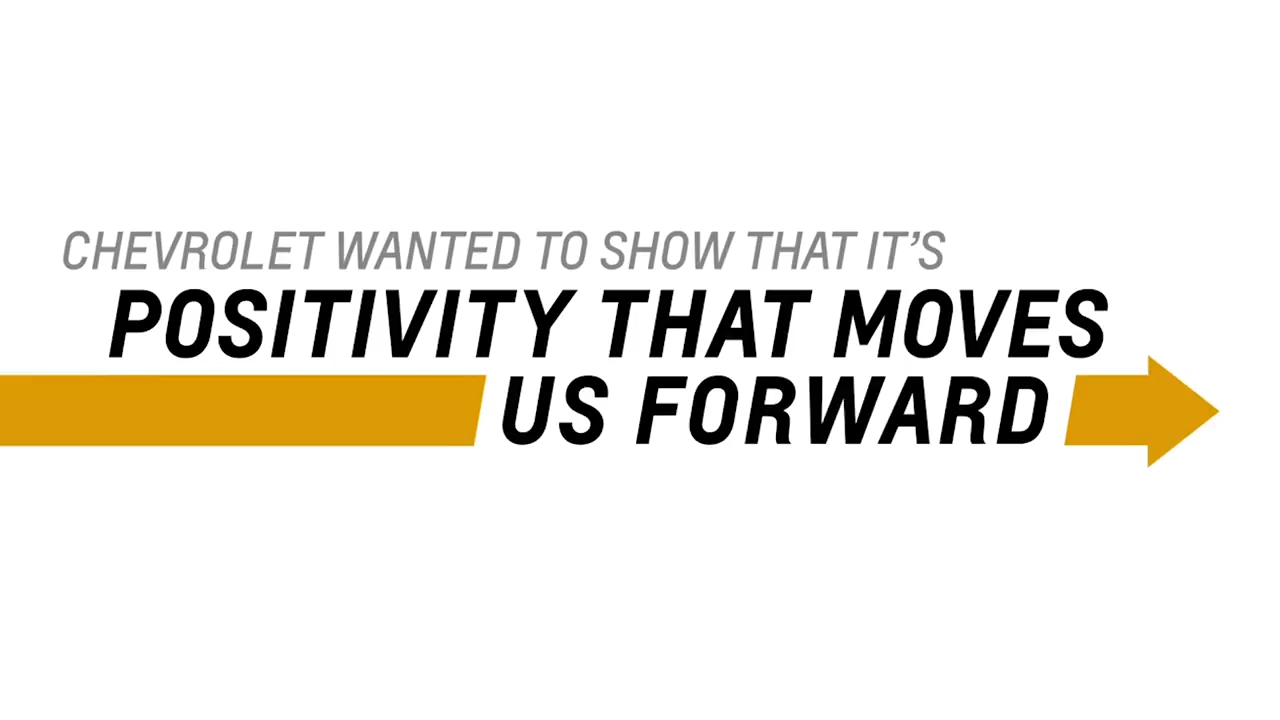 CHEVROLET WANTED TO SHOW THAT IT’S
POSITIVITY THAT MOVES
US FORWARD